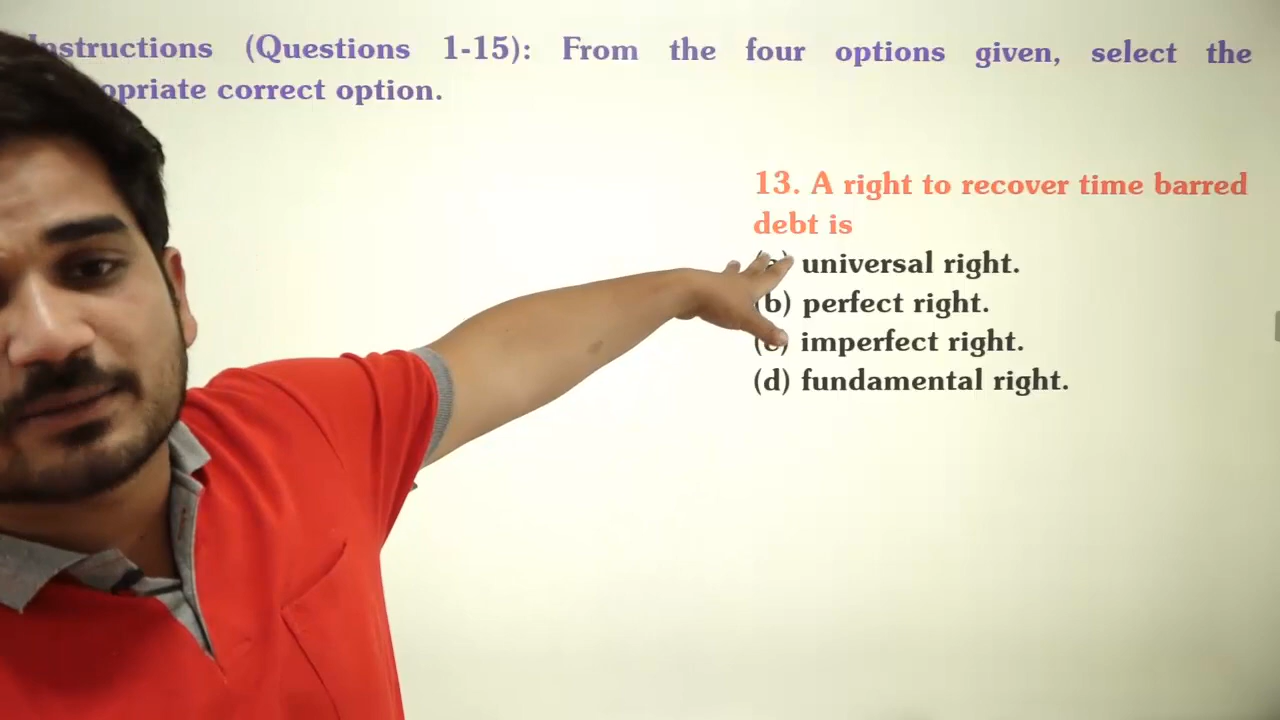 Instructions (Questions 1-15): From the four options given, select the
opriate correct option.
13. A right to recover time barred
debt is
(a) universal right.
(b) perfect right.
(c) imperfect right.
(d) fundamental right.